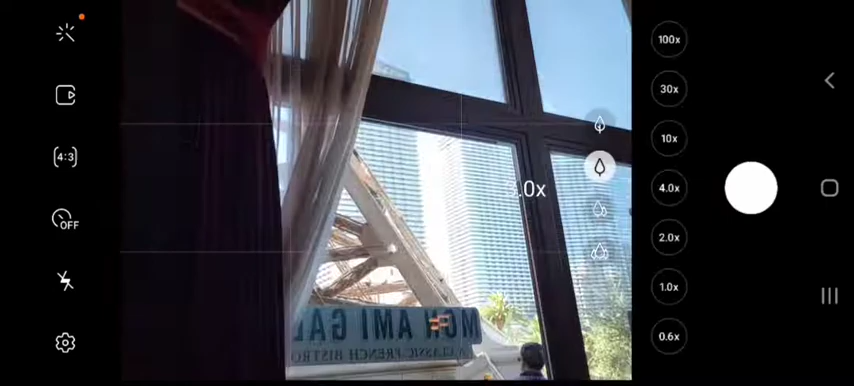 100x
30x
10x
4:3
4.0x
.0x
OFF
2.0x
1.0x
0.6x
MON AMI GA
A CLASSIC FRENCH BISTRO